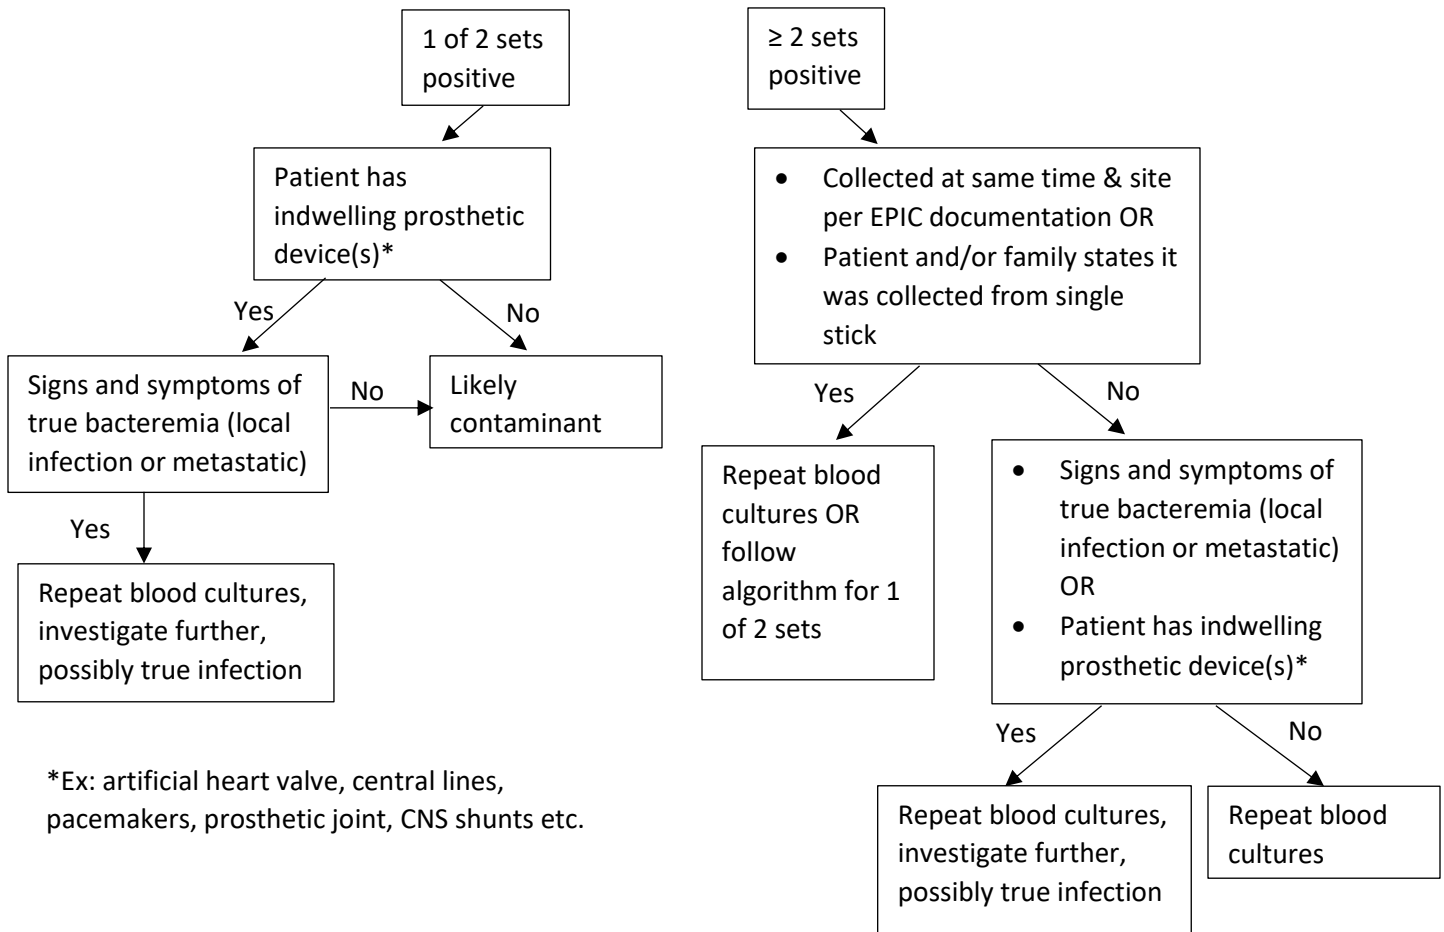 1 of 2 sets
positive
Patient has
indwelling prosthetic
device(s)*
Yes
No
Signs and symptoms of
true bacteremia (local
infection or metastatic)
No
Likely
contaminant
Yes
Repeat blood cultures,
investigate further,
possibly true infection
*Ex: artificial heart valve, central lines,
pacemakers, prosthetic joint, CNS shunts etc.
≥ 2 sets
positive
• Collected at same time & site
per EPIC documentation OR
• Patient and/or family states it
was collected from single
stick
Yes
No
Repeat blood
cultures OR
follow
algorithm for 1
of 2 sets
• Signs and symptoms of
true bacteremia (local
infection or metastatic)
OR
• Patient has indwelling
prosthetic device(s)*
Yes
No
Repeat blood cultures,
investigate further,
possibly true infection
Repeat blood
cultures